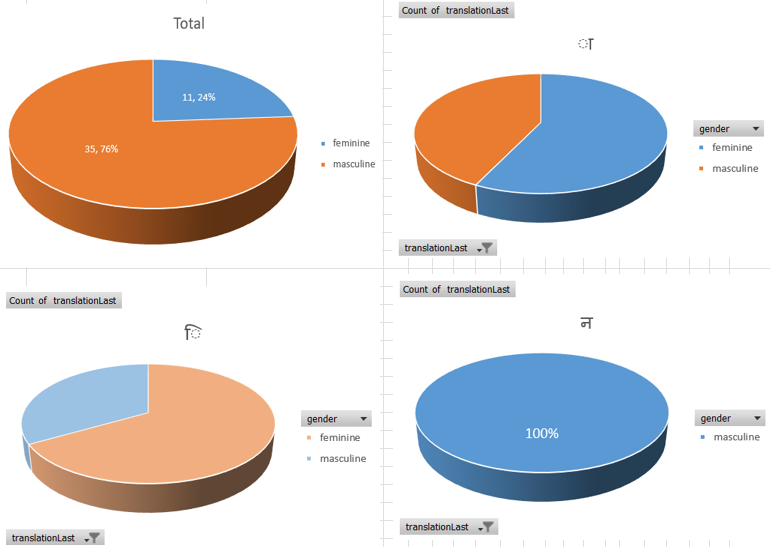 Total
11, 24%
35, 76%
feminine
masculine
Count of translationLast
ा
gender
feminine
masculine
translationLast
Count of translationLast
ि
gender
feminine
masculine
translationLast
Count of translationLast
न
100%
gender
masculine
translationLast